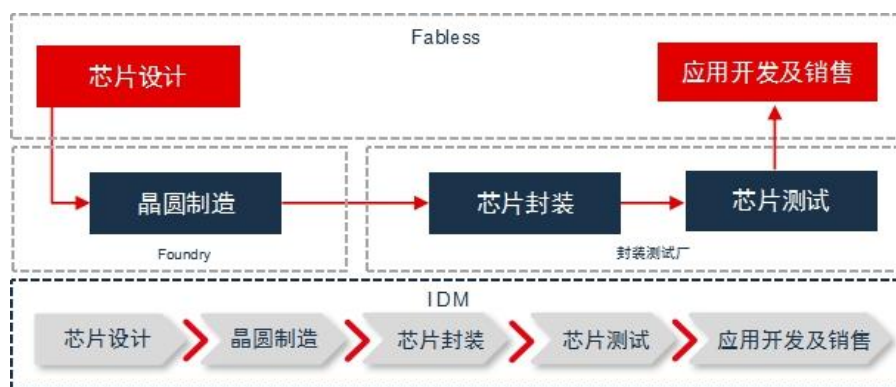 Fabless
芯片设计
应用开发及销售
晶圆制造
芯片封装
芯片测试
Foundry
封装测试厂
IDM
芯片设计
晶圆制造
芯片封装
芯片测试
应用开发及销售